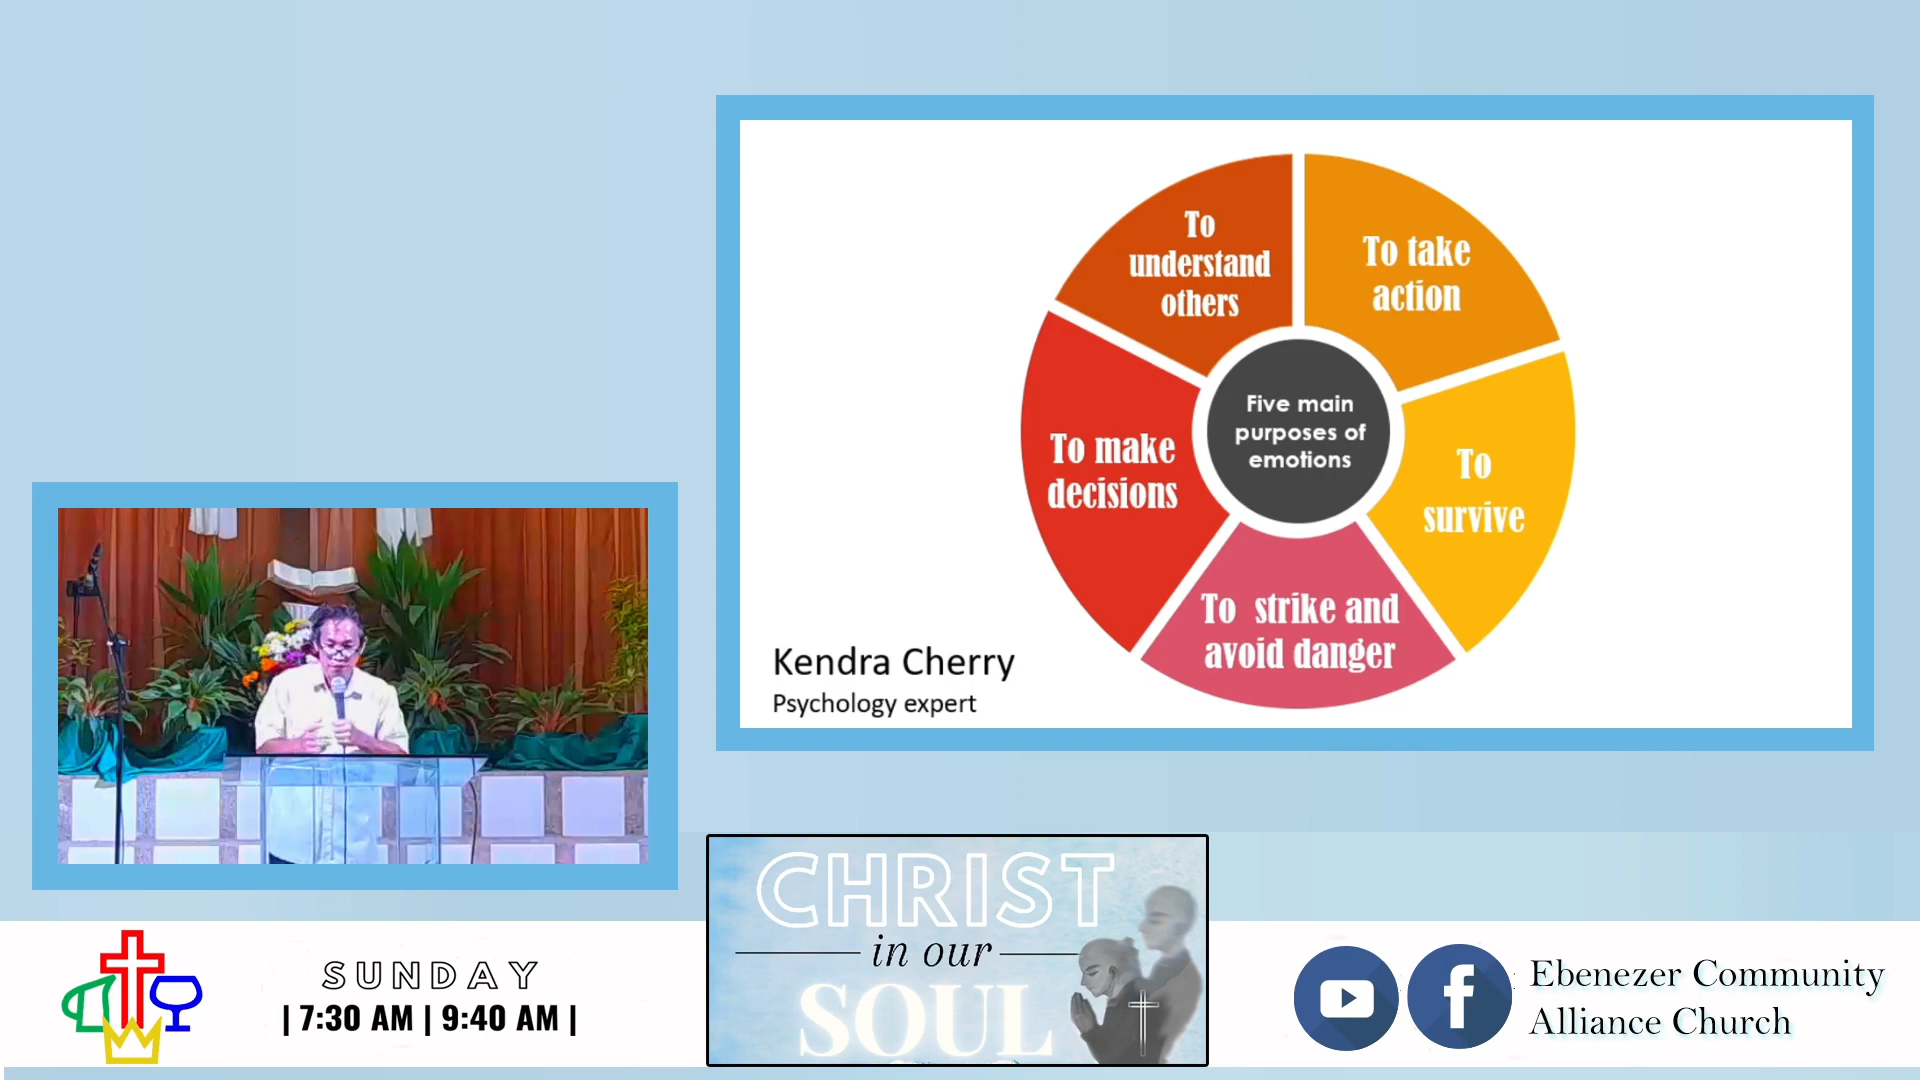 To
understand
others
To take
action
To make
decisions
Five main
purposes of
emotions
To
survive
To strike and
avoid danger
Kendra Cherry
Psychology expert
CHRIST
in our
SOUL
SUNDAY
| 7:30 AM | 9:40 AM |
Ebenezer Community
Alliance Church